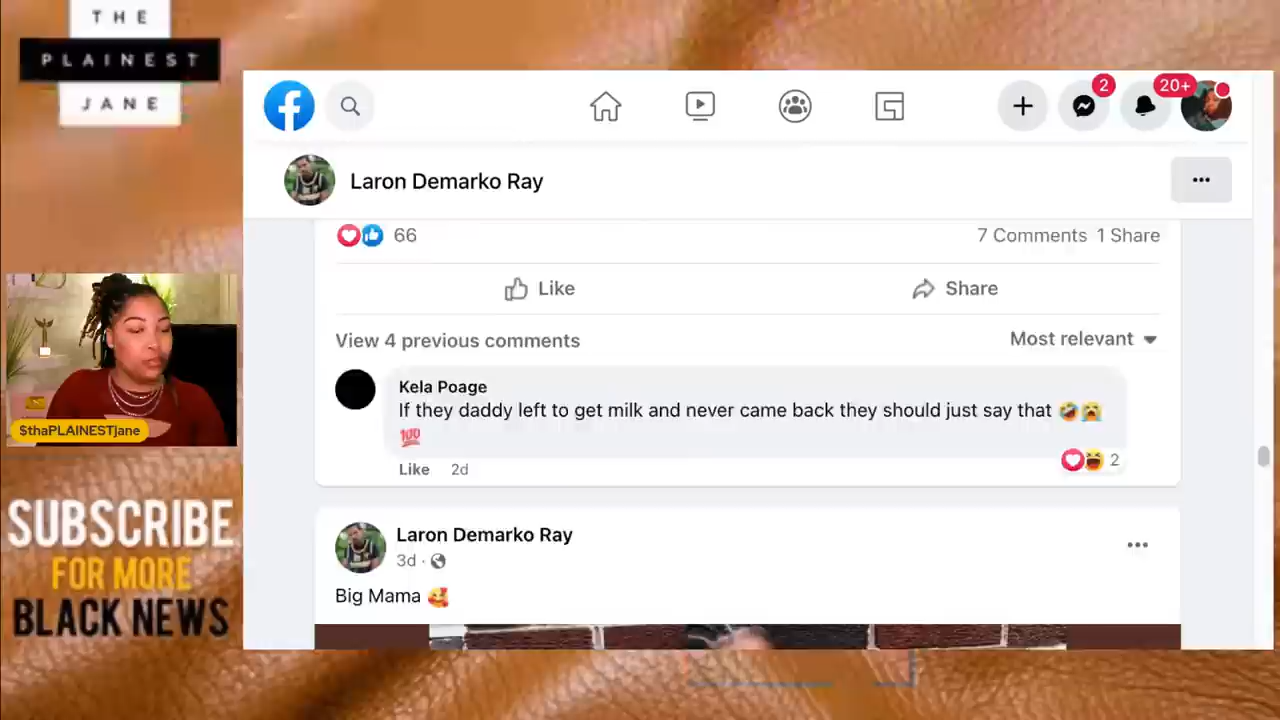 THE
PLAINEST
JANE
2
20+
Laron Demarko Ray
66
7 Comments 1 Share
Like
Share
View 4 previous comments
Most relevant
Kela Poage
If they daddy left to get milk and never came back they should just say that 🤣😭
💯
Like 2d
2
Laron Demarko Ray
3d ·
Big Mama 🥰
$thaPLAINESTjane
SUBSCRIBE
FOR MORE
BLACK NEWS